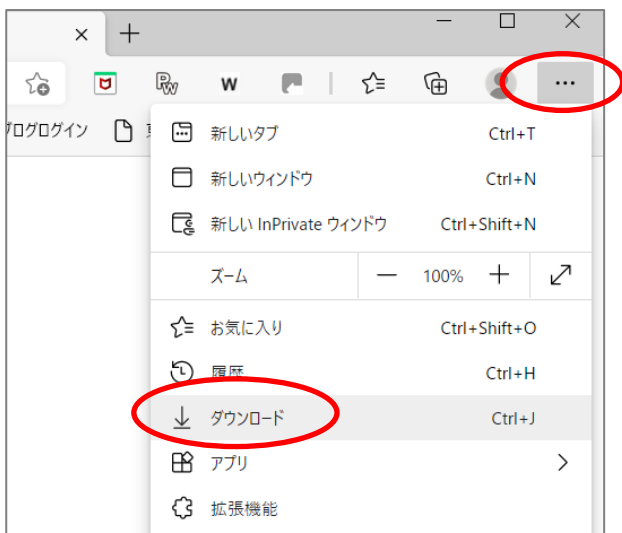 W
ブログログイン
新しいタブ Ctrl+T
新しいウィンドウ Ctrl+N
新しい InPrivate ウィンドウ Ctrl+Shift+N
ズーム 100%
お気に入り Ctrl+Shift+O
履歴 Ctrl+H
ダウンロード Ctrl+J
アプリ
拡張機能